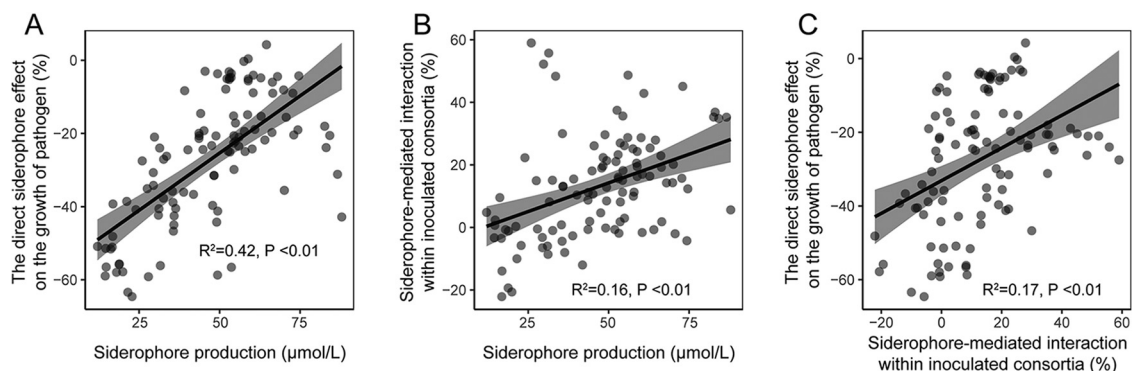 A
The direct siderophore effect
on the growth of pathogen (%)
0
−20
−40
−60
R²=0.42, P <0.01
25
50
75
Siderophore production (μmol/L)
B
Siderophore-mediated interaction
within inoculated consortia (%)
60
40
20
0
−20
R²=0.16, P <0.01
25
50
75
Siderophore production (μmol/L)
C
The direct siderophore effect
on the growth of pathogen (%)
0
−20
−40
−60
R²=0.17, P <0.01
−20
0
20
40
60
Siderophore-mediated interaction
within inoculated consortia (%)